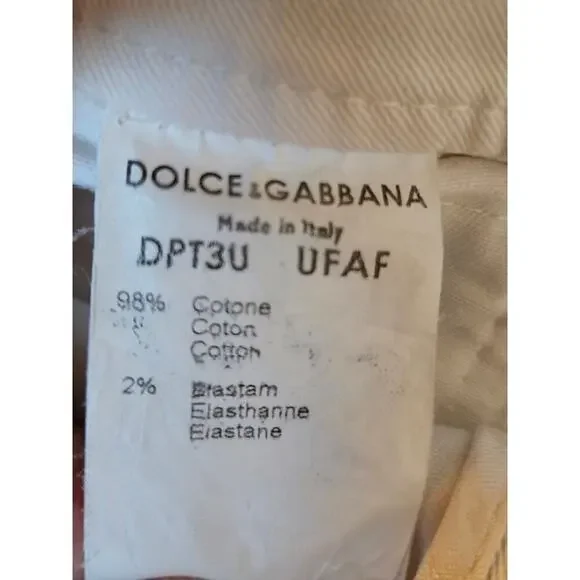 DOLCE&GABBANA
Made in Italy
DPT3U UFAF
98% Cotone
Coton
Cotton
2% Elastam
Elasthanne
Elastane